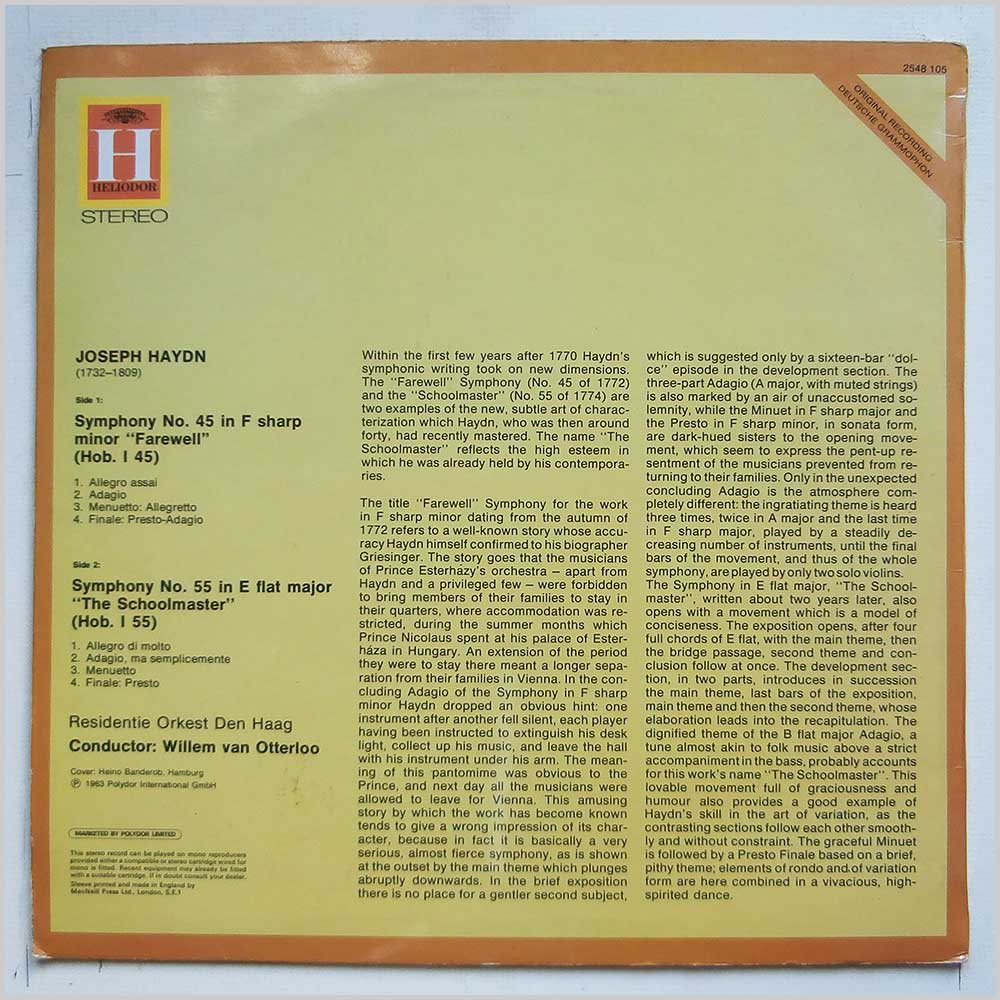 2548 105
ORIGINAL RECORDING
DEUTSCHE GRAMMOPHON
H
HELIODOR
STEREO
JOSEPH HAYDN
(1732–1809)
Side 1:
Symphony No. 45 in F sharp
minor "Farewell"
(Hob. I 45)
1. Allegro assai
2. Adagio
3. Menuetto: Allegretto
4. Finale: Presto-Adagio
Side 2:
Symphony No. 55 in E flat major
"The Schoolmaster"
(Hob. I 55)
1. Allegro di molto
2. Adagio, ma semplicemente
3. Menuetto
4. Finale: Presto
Residentie Orkest Den Haag
Conductor: Willem van Otterloo
Cover: Heino Banderob, Hamburg
Ⓟ 1963 Polydor International GmbH
MARKETED BY POLYDOR LIMITED
This stereo record can be played on mono reproducers
provided either a compatible or stereo cartridge wired for
mono is fitted. Recent equipment may already be fitted
with a suitable cartridge. If in doubt consult your dealer.
Sleeve printed and made in England by
MacNeill Press Ltd., London, S.E.1
Within the first few years after 1770 Haydn's
symphonic writing took on new dimensions.
The "Farewell" Symphony (No. 45 of 1772)
and the "Schoolmaster" (No. 55 of 1774) are
two examples of the new, subtle art of charac-
terization which Haydn, who was then around
forty, had recently mastered. The name "The
Schoolmaster" reflects the high esteem in
which he was already held by his contempora-
ries.
The title "Farewell" Symphony for the work
in F sharp minor dating from the autumn of
1772 refers to a well-known story whose accu-
racy Haydn himself confirmed to his biographer
Griesinger. The story goes that the musicians
of Prince Esterházy's orchestra – apart from
Haydn and a privileged few – were forbidden
to bring members of their families to stay in
their quarters, where accommodation was re-
stricted, during the summer months which
Prince Nicolaus spent at his palace of Ester-
háza in Hungary. An extension of the period
they were to stay there meant a longer sepa-
ration from their families in Vienna. In the con-
cluding Adagio of the Symphony in F sharp
minor Haydn dropped an obvious hint: one
instrument after another fell silent, each player
having been instructed to extinguish his desk
light, collect up his music, and leave the hall
with his instrument under his arm. The mean-
ing of this pantomime was obvious to the
Prince, and next day all the musicians were
allowed to leave for Vienna. This amusing
story by which the work has become known
tends to give a wrong impression of its char-
acter, because in fact it is basically a very
serious, almost fierce symphony, as is shown
at the outset by the main theme which plunges
abruptly downwards. In the brief exposition
there is no place for a gentler second subject,
which is suggested only by a sixteen-bar "dol-
ce" episode in the development section. The
three-part Adagio (A major, with muted strings)
is also marked by an air of unaccustomed so-
lemnity, while the Minuet in F sharp major and
the Presto in F sharp minor, in sonata form,
are dark-hued sisters to the opening move-
ment, which seem to express the pent-up re-
sentment of the musicians prevented from re-
turning to their families. Only in the unexpected
concluding Adagio is the atmosphere com-
pletely different: the ingratiating theme is heard
three times, twice in A major and the last time
in F sharp major, played by a steadily de-
creasing number of instruments, until the final
bars of the movement, and thus of the whole
symphony, are played by only two solo violins.
The Symphony in E flat major, "The School-
master", written about two years later, also
opens with a movement which is a model of
conciseness. The exposition opens, after four
full chords of E flat, with the main theme, then
the bridge passage, second theme and con-
clusion follow at once. The development sec-
tion, in two parts, introduces in succession
the main theme, last bars of the exposition,
main theme and then the second theme, whose
elaboration leads into the recapitulation. The
dignified theme of the B flat major Adagio, a
tune almost akin to folk music above a strict
accompaniment in the bass, probably accounts
for this work's name "The Schoolmaster". This
lovable movement full of graciousness and
humour also provides a good example of
Haydn's skill in the art of variation, as the
contrasting sections follow each other smooth-
ly and without constraint. The graceful Minuet
is followed by a Presto Finale based on a brief,
pithy theme; elements of rondo and of variation
form are here combined in a vivacious, high-
spirited dance.